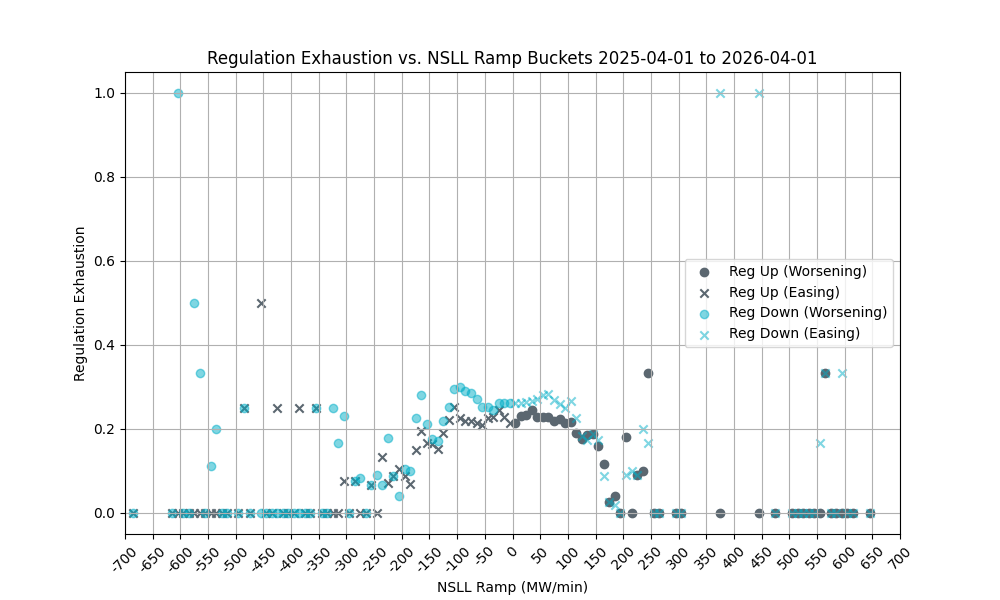 Regulation Exhaustion vs. NSLL Ramp Buckets 2025-04-01 to 2026-04-01
Regulation Exhaustion
1.0
0.8
0.6
0.4
0.2
0.0
Reg Up (Worsening)
Reg Up (Easing)
Reg Down (Worsening)
Reg Down (Easing)
-700 -650 -600 -550 -500 -450 -400 -350 -300 -250 -200 -150 -100 -50 0 50 100 150 200 250 300 350 400 450 500 550 600 650 700
NSLL Ramp (MW/min)